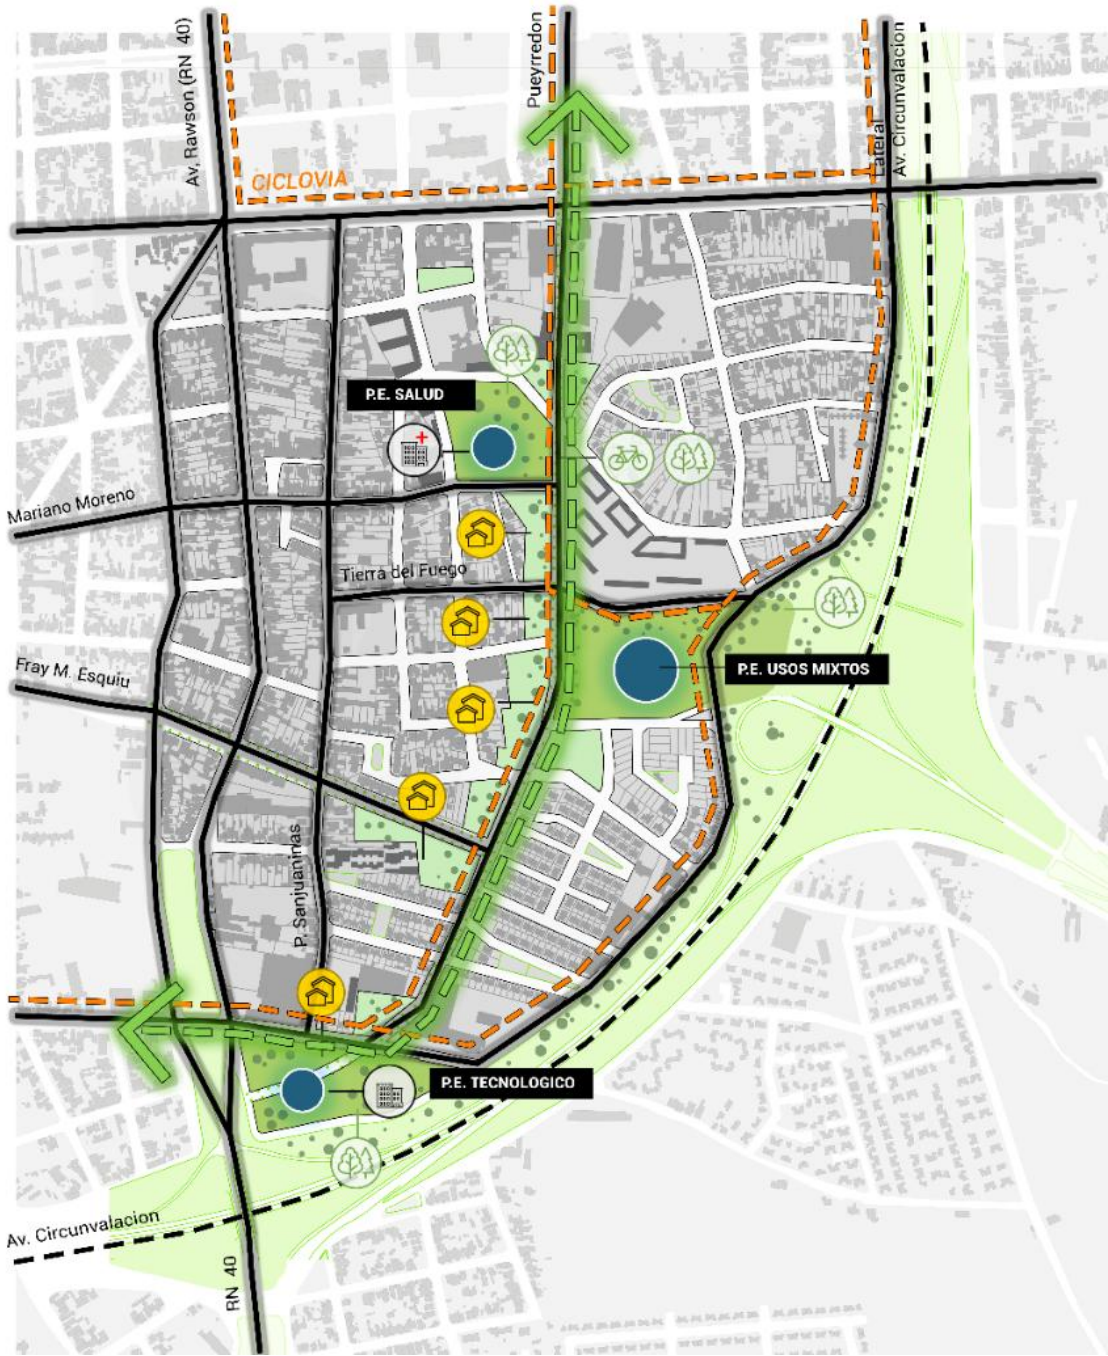 Av, Rawson (RN 40)
Pueyrredon
Lateral
Av. Circunvalacion
CICLOVIA
P.E. SALUD
Mariano Moreno
Tierra del Fuego
Fray M. Esquiu
P.E. USOS MIXTOS
P. Sanjuaninas
P.E. TECNOLOGICO
Av. Circunvalacion
RN 40